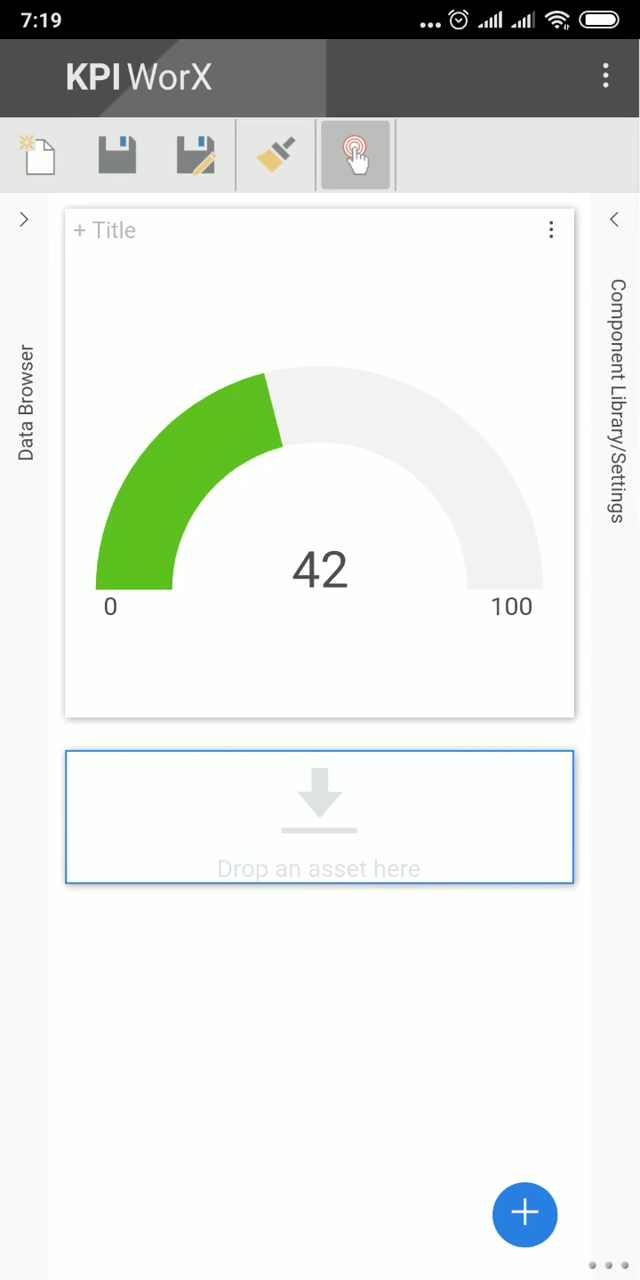 7:19
KPI WorX
+ Title
Data Browser
Component Library/Settings
42
0
100
Drop an asset here